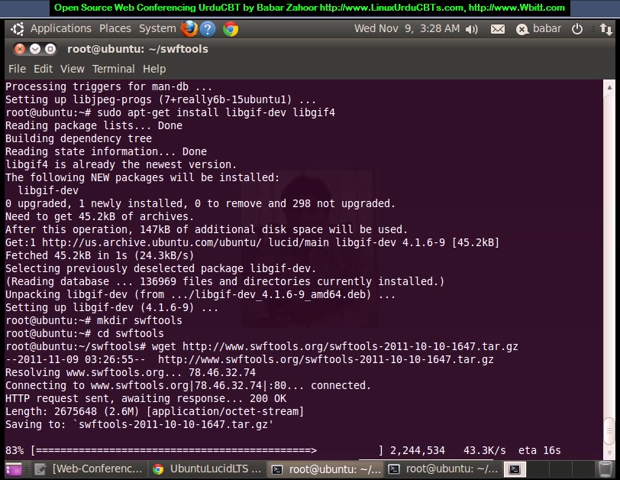 Open Source Web Conferencing UrduCBT by Babar Zahoor http://www.LinuxUrduCBTs.com, http://www.Wbitt.com
Applications Places System Wed Nov 9, 3:28 AM babar
root@ubuntu: ~/swftools
File Edit View Terminal Help
Processing triggers for man-db ...
Setting up libjpeg-progs (7+really6b-15ubuntu1) ...
root@ubuntu:~# sudo apt-get install libgif-dev libgif4
Reading package lists... Done
Building dependency tree
Reading state information... Done
libgif4 is already the newest version.
The following NEW packages will be installed:
libgif-dev
0 upgraded, 1 newly installed, 0 to remove and 298 not upgraded.
Need to get 45.2kB of archives.
After this operation, 147kB of additional disk space will be used.
Get:1 http://us.archive.ubuntu.com/ubuntu/ lucid/main libgif-dev 4.1.6-9 [45.2kB]
Fetched 45.2kB in 1s (24.3kB/s)
Selecting previously deselected package libgif-dev.
(Reading database ... 136969 files and directories currently installed.)
Unpacking libgif-dev (from .../libgif-dev_4.1.6-9_amd64.deb) ...
Setting up libgif-dev (4.1.6-9) ...
root@ubuntu:~# mkdir swftools
root@ubuntu:~# cd swftools
root@ubuntu:~/swftools# wget http://www.swftools.org/swftools-2011-10-10-1647.tar.gz
--2011-11-09 03:26:55-- http://www.swftools.org/swftools-2011-10-10-1647.tar.gz
Resolving www.swftools.org... 78.46.32.74
Connecting to www.swftools.org|78.46.32.74|:80... connected.
HTTP request sent, awaiting response... 200 OK
Length: 2675648 (2.6M) [application/octet-stream]
Saving to: `swftools-2011-10-10-1647.tar.gz'
83% [===============================================> ] 2,244,534 43.3K/s eta 16s
[Web-Conferenc... UbuntuLucidLTS ... root@ubuntu: ~/... root@ubuntu: ~/...